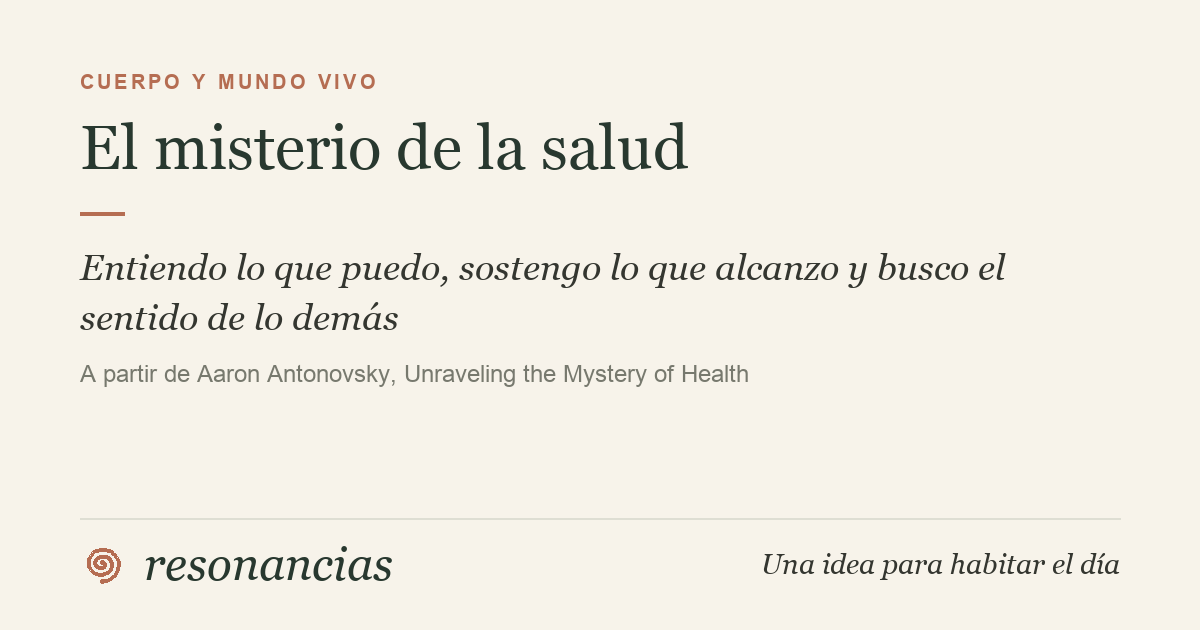 CUERPO Y MUNDO VIVO
El misterio de la salud
Entiendo lo que puedo, sostengo lo que alcanzo y busco el
sentido de lo demás
A partir de Aaron Antonovsky, Unraveling the Mystery of Health
resonancias
Una idea para habitar el día